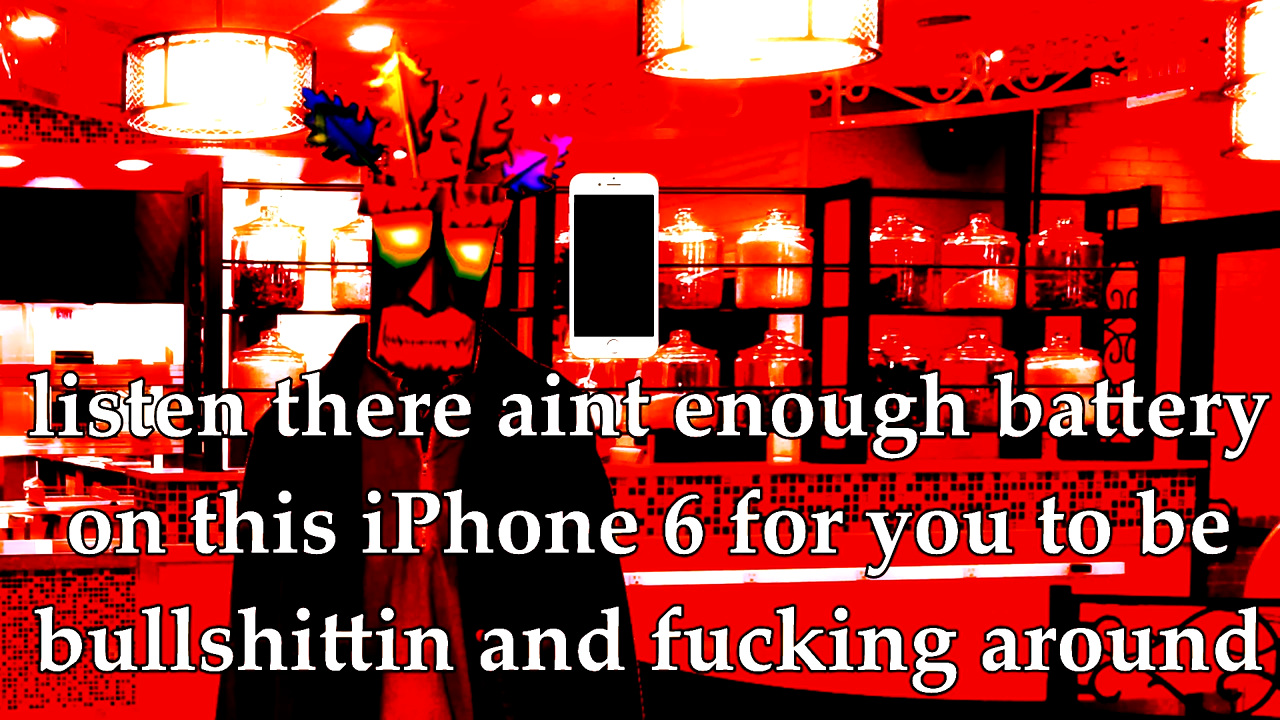 listen there aint enough battery
on this iPhone 6 for you to be
bullshittin and fucking around